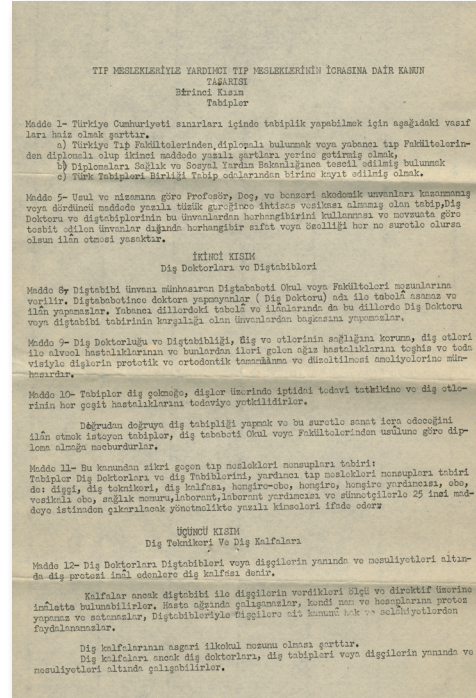 TIP MESLEKLERİYLE YARDIMCI TIP MESLEKLERİNİN İCRASINA DAİR KANUN
TASARISI
Birinci Kısım
Tabipler
Madde 1- Türkiye Cumhuriyeti sınırları içinde tabiplik yapabilmek için aşağıdaki vasıf
ları haiz olmak şarttır.
a) Türkiye Tıp Fakültelerinden,diplomalı bulunmak veya yabancı tıp Fakültelerin-
den diplomalı olup ikinci maddede yazılı şartları yerine getirmiş olmak,
b) Diplomaları Sağlık ve Sosyal Yardım Bakanlığınca tescil edilmiş bulunmak
c) Türk Tabipleri Birliği Tabip odalarından birine kayıt edilmiş olmak.
Madde 5- Usul ve nizamına göre Profesör, Doç, ve benzeri akademik unvanları kazanmamış
veya dördüncü maddede yazılı tüzük gereğince ihtisas vesikası almamış olan tabip,Diş
Doktoru ve diştabiplerinin bu ünvanlardan herhangibirini kullanması ve mevzuata göre
tesbit edilen ünvanlar dışında herhangibir sıfat veya özelliği her ne suretle olursa
olsun ilân etmesi yasaktır.
İKİNCİ KISIM
Diş Doktorları ve Diştabibleri
Madde 8- Diştabibi ünvanı münhasıran Diştababeti Okul veya Fakülteleri mezunlarına
verilir. Diştababetince doktora yapmayanlar ( Diş Doktoru) adı ile tabelâ asamaz ve
ilân yapamazlar. Yabancı dillerdeki tabelâ ve ilânlarında da bu dillerde Diş Doktoru
veya diştabibi tabirinin karşılığı olan ünvanlardan başkasını yapamazlar.
Madde 9- Diş Doktorluğu ve Diştabibliği, diş ve etlerinin sağlığını koruma, diş etleri
ile alveol hastalıklarının ve bunlardan ileri gelen ağız hastalıklarını teşhis ve teda
visiyle dişlerin protetik ve ortodontik tamamlanma ve düzeltilmesi ameliyelerine mün-
hasırdır.
Madde 10- Tabipler diş çekmeğe, dişler üzerinde iptidai tedavi tatbikine ve diş etle-
rinin her çeşit hastalıklarını tedaviye yetkilidirler.
Doğrudan doğruya diş tabipliği yapmak ve bu suretle sanat icra edeceğini
ilân etmek isteyen tabipler, diş tababeti Okul veya Fakültelerinden usulüne göre dip-
loma almağa mecburdurlar.
Madde 11- Bu kanundan zikri geçen tıp meslekleri mensupları tabiri:
Tabipler Diş Doktorları ve diş Tabiblerini, yardımcı tıp meslekleri mensupları tabiri
de: dişçi, diş teknikeri, diş kalfası, hemşire-ebe, hemşire, hemşire yardımcısı, ebe,
vesikalı ebe, sağlık memuru,laborant,laborant yardımcısı ve sünnetçilerle 25 inci mad-
deye istinaden çıkarılacak yönetmelikte yazılı kimseleri ifade eder.
ÜÇÜNCÜ KISIM
Diş Teknikeri Ve Diş Kalfaları
Madde 12- Diş Doktorları Diştabibleri veya dişçilerin yanında ve mesuliyetleri altın-
da diş protezi imâl edenlere diş kalfası denir.
Kalfalar ancak diştabibi ile dişçilerin verdikleri ölçü ve direktif üzerine
imalatta bulunabilirler. Hasta ağzında çalışamazlar, kendi nam ve hesaplarına protez
yapamaz ve satamazlar, Diştabibleriyle Dişçilere ait kanuni hak ve selâhiyetlerden
faydalanamazlar.
Diş kalfalarının asgari ilkokul mezunu olması şarttır.
Diş kalfaları ancak diş doktorları, diş tabipleri veya dişçilerin yanında ve
mesuliyetleri altında çalışabilirler.